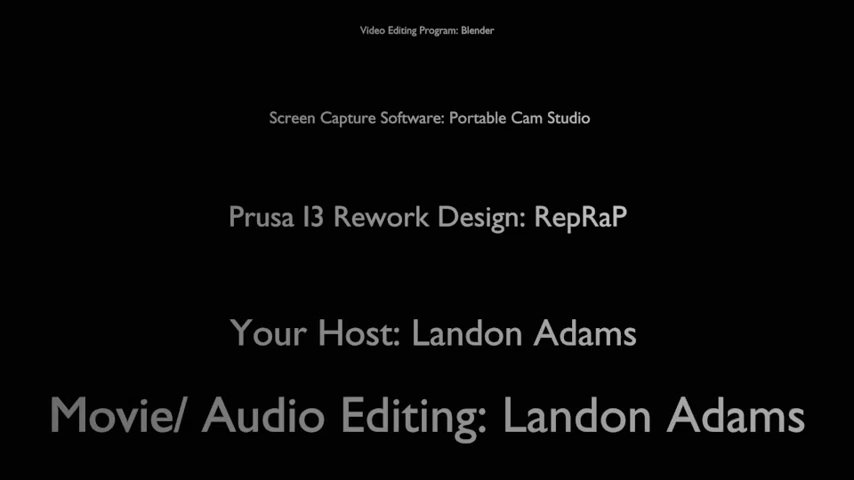 Video Editing Program: Blender
Screen Capture Software: Portable Cam Studio
Prusa I3 Rework Design: RepRaP
Your Host: Landon Adams
Movie/ Audio Editing: Landon Adams